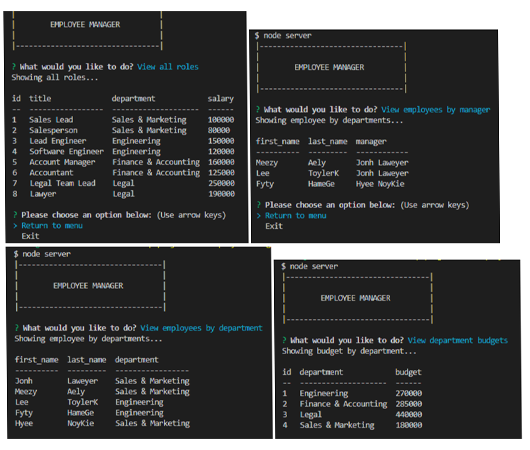 EMPLOYEE MANAGER
? What would you like to do? View all roles
Showing all roles...
id title department salary
1 Sales Lead Sales & Marketing 100000
2 Salesperson Sales & Marketing 80000
3 Lead Engineer Engineering 150000
4 Software Engineer Engineering 120000
5 Account Manager Finance & Accounting 160000
6 Accountant Finance & Accounting 125000
7 Legal Team Lead Legal 250000
8 Lawyer Legal 190000
? Please choose an option below: (Use arrow keys)
> Return to menu
Exit
$ node server
EMPLOYEE MANAGER
? What would you like to do? View employees by manager
Showing employee by departments...
first_name last_name manager
Meezy Aely Jonh Laweyer
Lee ToylerK Jonh Laweyer
Fyty HameGe Hyee NoyKie
? Please choose an option below: (Use arrow keys)
> Return to menu
Exit
$ node server
EMPLOYEE MANAGER
? What would you like to do? View employees by department
Showing employee by departments...
first_name last_name department
Jonh Laweyer Sales & Marketing
Meezy Aely Sales & Marketing
Lee ToylerK Engineering
Fyty HameGe Engineering
Hyee NoyKie Sales & Marketing
$ node server
EMPLOYEE MANAGER
? What would you like to do? View department budgets
Showing budget by department...
id department budget
1 Engineering 270000
2 Finance & Accounting 285000
3 Legal 440000
4 Sales & Marketing 180000